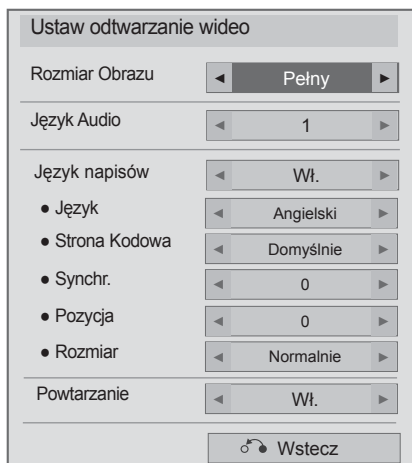 Ustaw odtwarzanie wideo
Rozmiar Obrazu ◄ Pełny ►
Język Audio ◄ 1 ►
Język napisów ◄ Wł. ►
● Język ◄ Angielski ►
● Strona Kodowa ◄ Domyślnie ►
● Synchr. ◄ 0 ►
● Pozycja ◄ 0 ►
● Rozmiar ◄ Normalnie ►
Powtarzanie ◄ Wł. ►
Wstecz